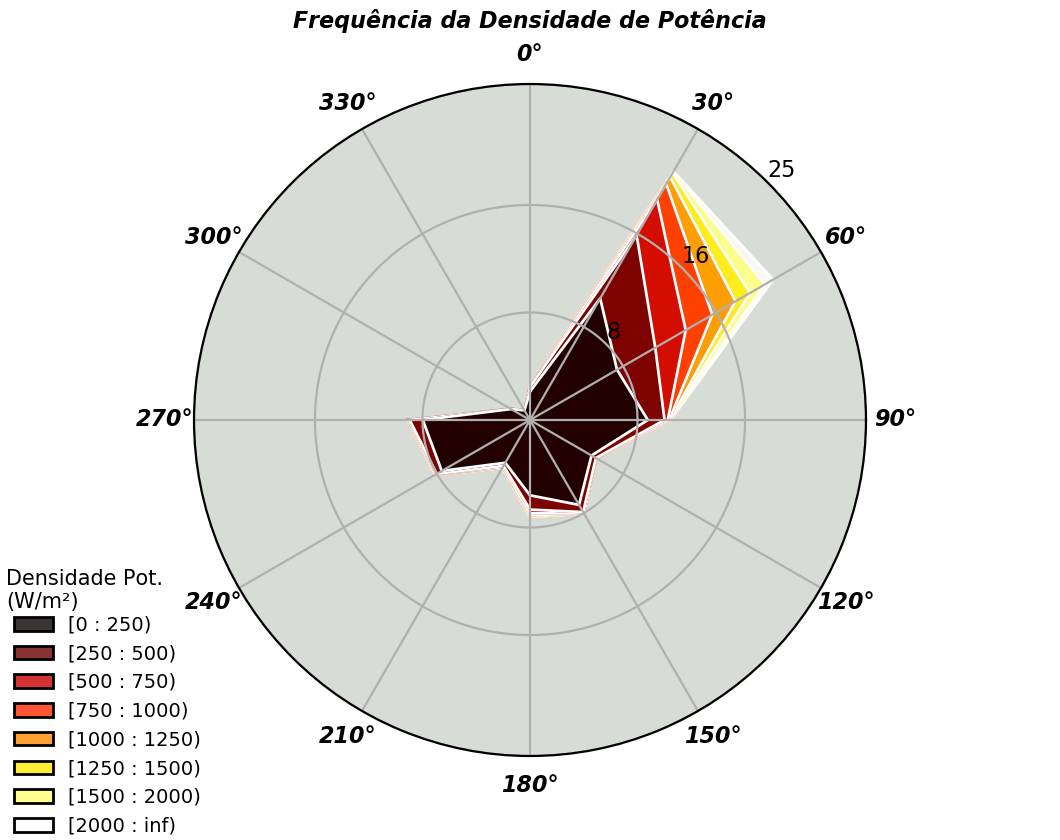 Frequência da Densidade de Potência
0°
330°
30°
25
300°
60°
16
8
270°
90°
240°
120°
210°
150°
180°
Densidade Pot.
(W/m²)
[0 : 250)
[250 : 500)
[500 : 750)
[750 : 1000)
[1000 : 1250)
[1250 : 1500)
[1500 : 2000)
[2000 : inf)